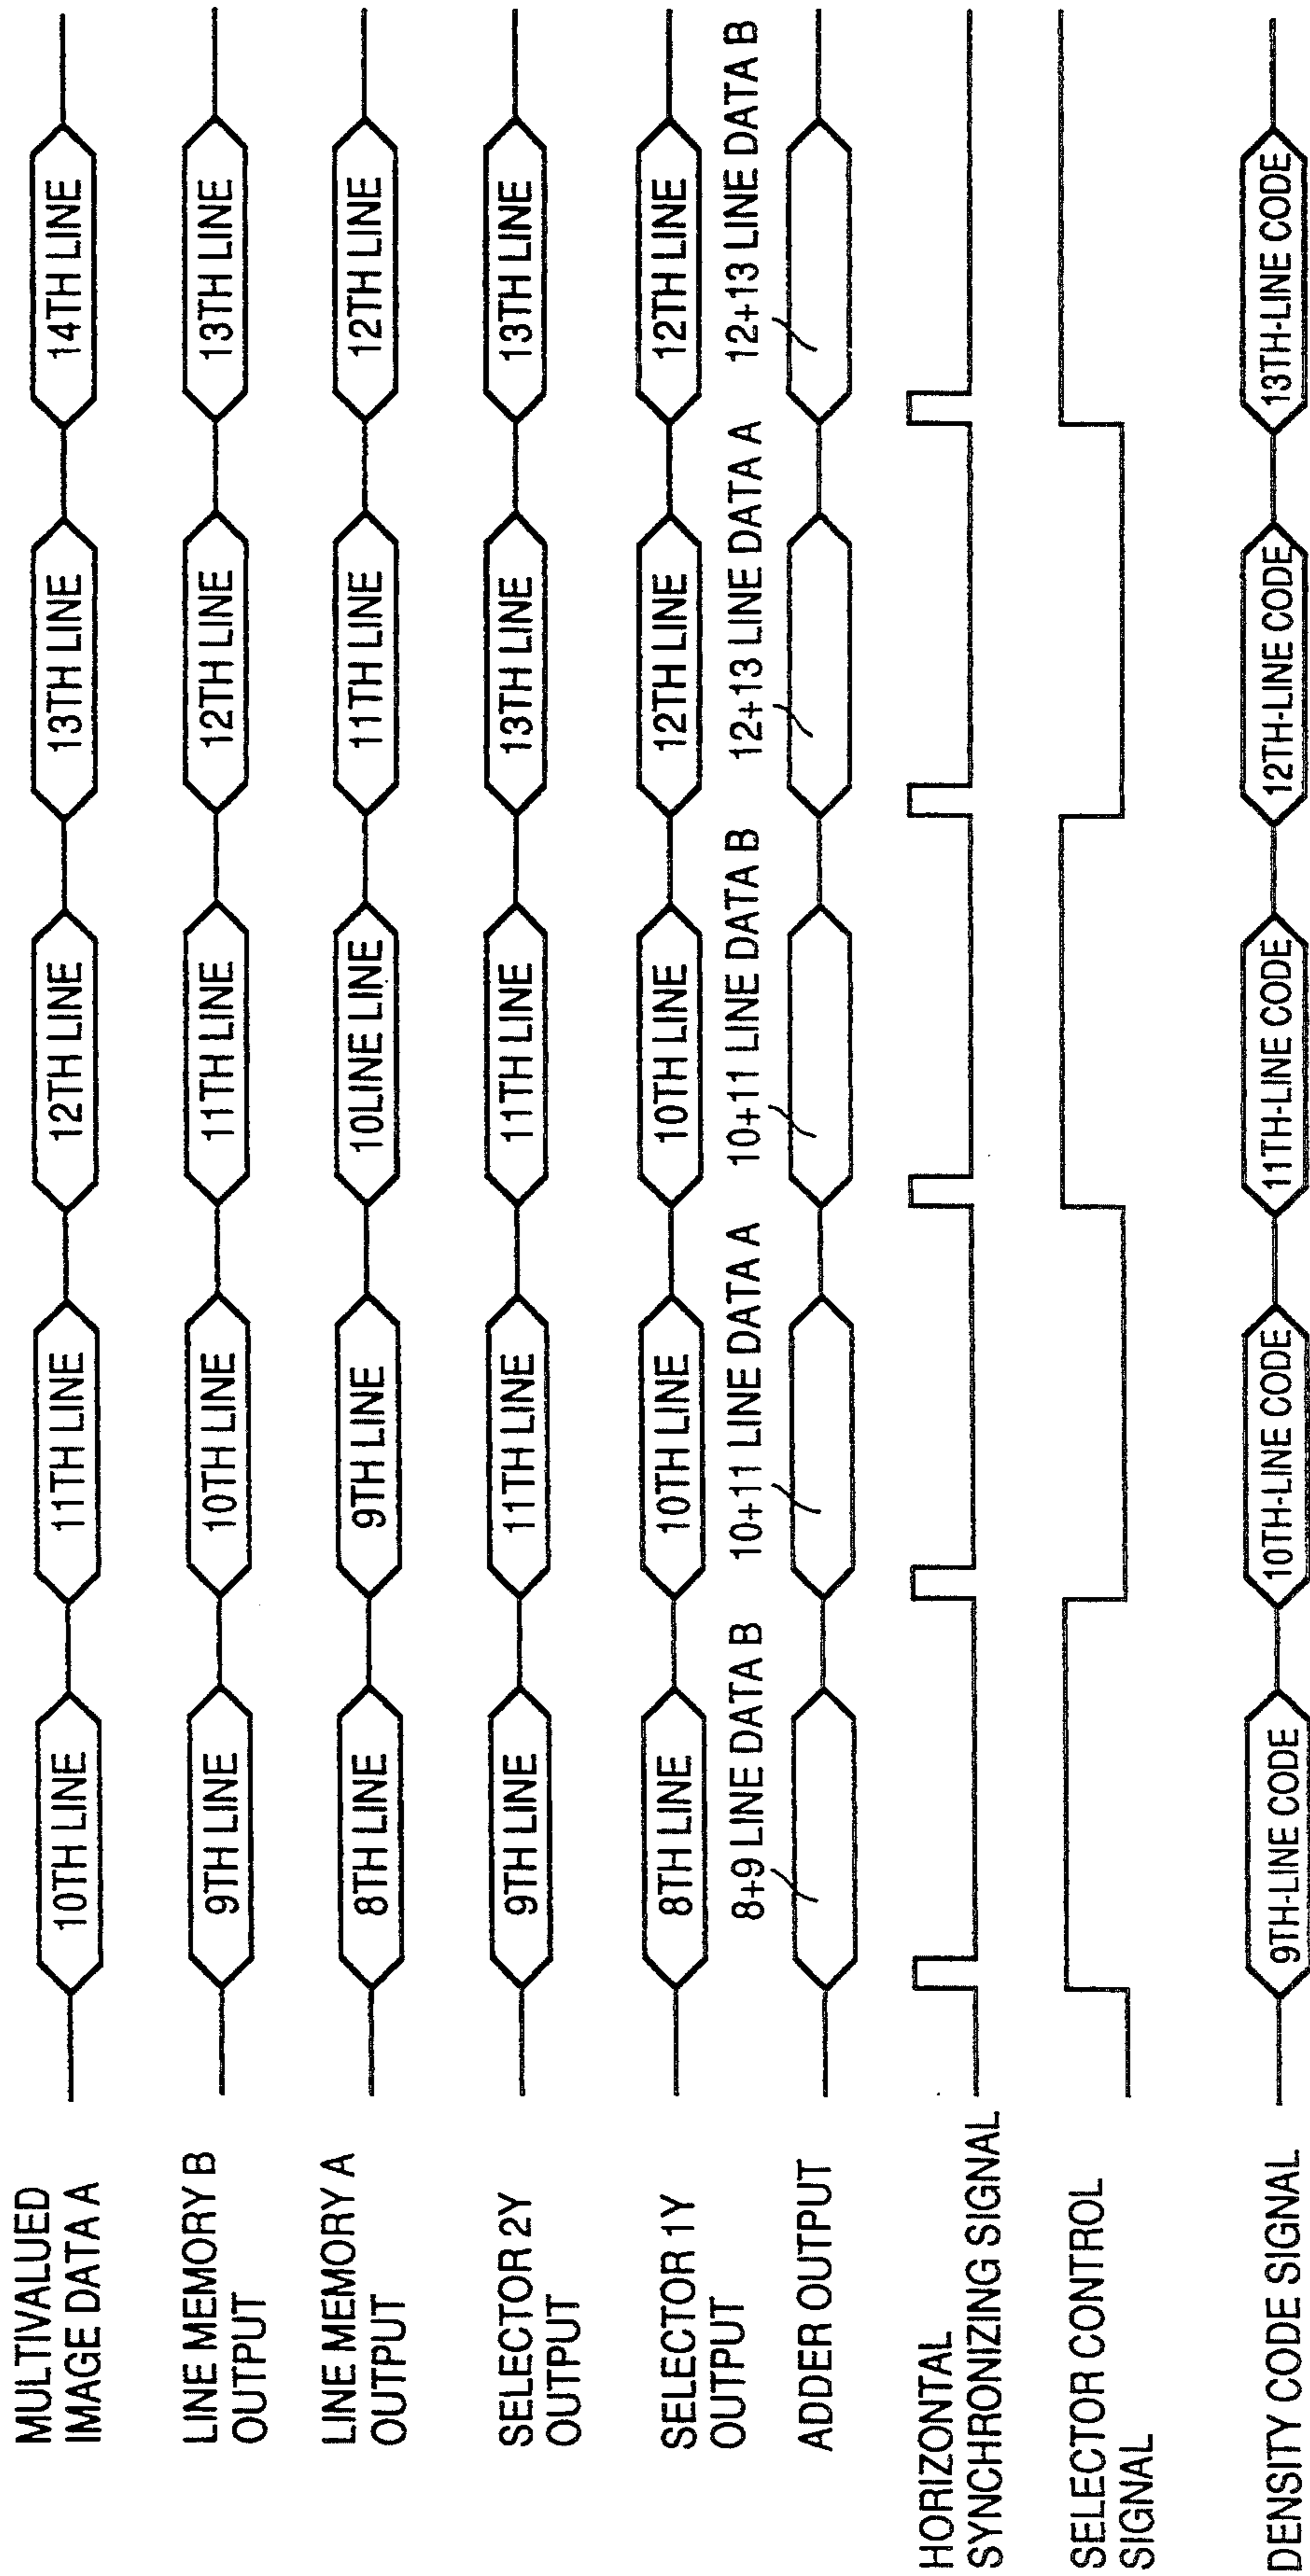 MULTIVALUED
IMAGE DATA A
10TH LINE
11TH LINE
12TH LINE
13TH LINE
14TH LINE
LINE MEMORY B
OUTPUT
9TH LINE
10TH LINE
11TH LINE
12TH LINE
13TH LINE
LINE MEMORY A
OUTPUT
8TH LINE
9TH LINE
10LINE LINE
11TH LINE
12TH LINE
SELECTOR 2Y
OUTPUT
9TH LINE
11TH LINE
11TH LINE
13TH LINE
13TH LINE
SELECTOR 1Y
OUTPUT
8TH LINE
10TH LINE
10TH LINE
12TH LINE
12TH LINE
8+9 LINE DATA B
10+11 LINE DATA A
10+11 LINE DATA B
12+13 LINE DATA A
12+13 LINE DATA B
ADDER OUTPUT
HORIZONTAL
SYNCHRONIZING SIGNAL
SELECTOR CONTROL
SIGNAL
DENSITY CODE SIGNAL
9TH-LINE CODE
10TH-LINE CODE
11TH-LINE CODE
12TH-LINE CODE
13TH-LINE CODE